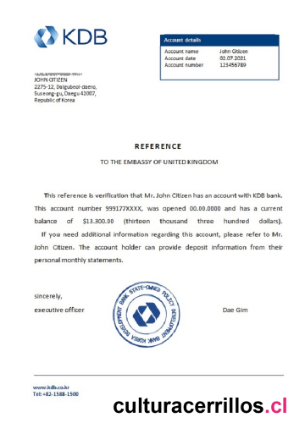 KDB
Account details
Account name John Citizen
Account date 00.07.2021
Account number 123456789
JOHN CITIZEN
2275-12, Dalgubeol-daero,
Suseong-gu, Daegu 42007,
Republic of Korea
REFERENCE
TO THE EMBASSY OF UNITED KINGDOM
This reference is verification that Mr. John Citizen has an account with KDB bank.
This account number 999177XXXX, was opened 00.00.0000 and has a current
balance of $13.300.00 (thirteen thousand three hundred dollars).
If you need additional information regarding this account, please refer to Mr.
John Citizen. The account holder can provide deposit information from their
personal monthly statements.
sincerely,
executive officer Dae Gim
STATE-OWNED POLICY DEVELOPMENT BANK KOREA DEVELOPMENT BANK
www.kdb.co.kr
Tel: +82-1588-1500
culturacerrillos.cl